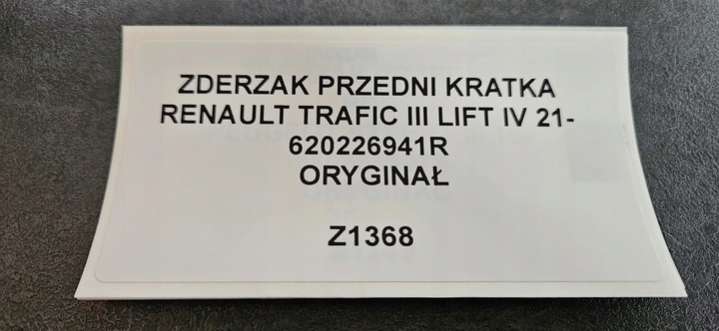 ZDERZAK PRZEDNI KRATKA
RENAULT TRAFIC III LIFT IV 21-
620226941R
ORYGINAŁ
Z1368